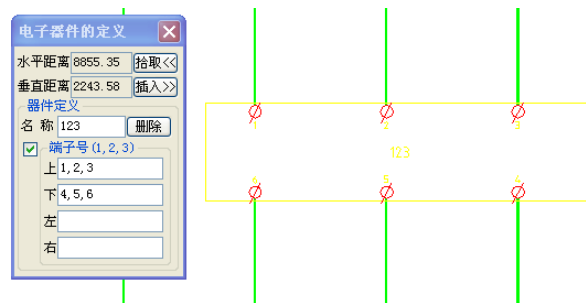 电子器件的定义
水平距离 8855.35 拾取<<
垂直距离 2243.58 插入>>
器件定义
名 称 123 删除
端子号(1,2,3)
上 1,2,3
下 4,5,6
左
右
1 2 3
123
5